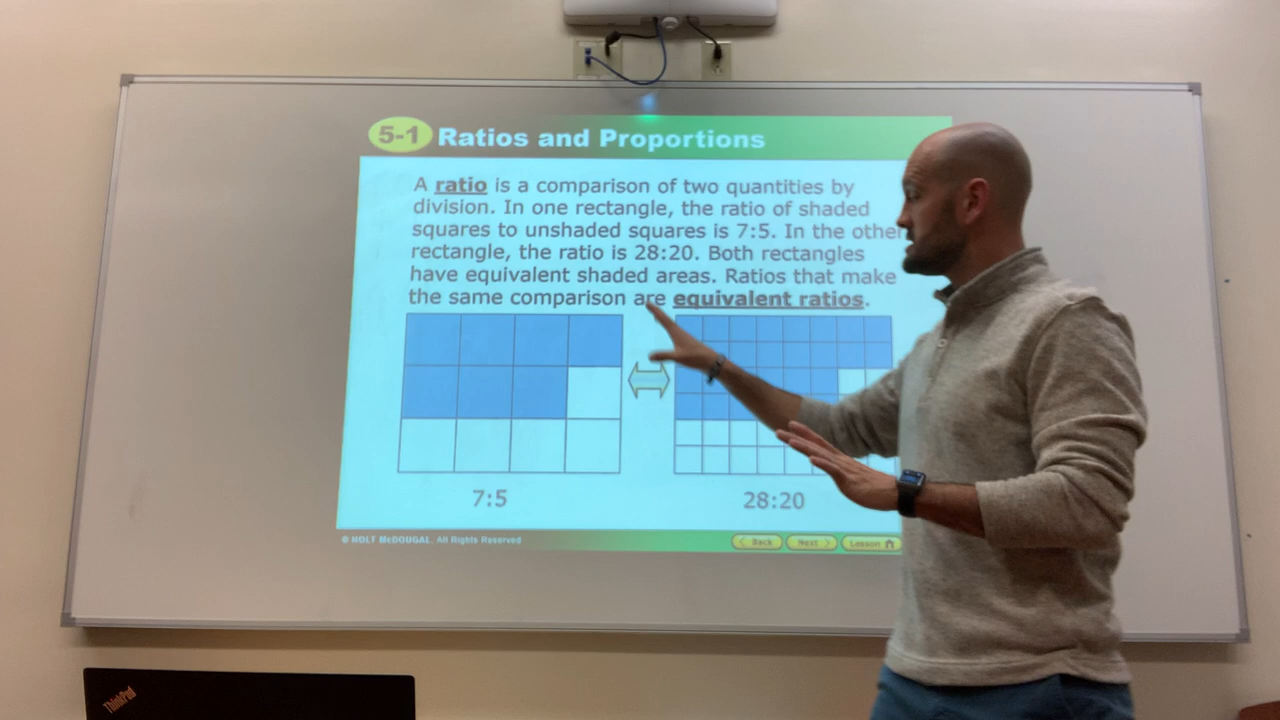 5-1 Ratios and Proportions
A ratio is a comparison of two quantities by
division. In one rectangle, the ratio of shaded
squares to unshaded squares is 7:5. In the other
rectangle, the ratio is 28:20. Both rectangles
have equivalent shaded areas. Ratios that make
the same comparison are equivalent ratios.
7:5
28:20
© HOLT McDOUGAL. All Rights Reserved
Back
Next
Lesson
ThinkPad